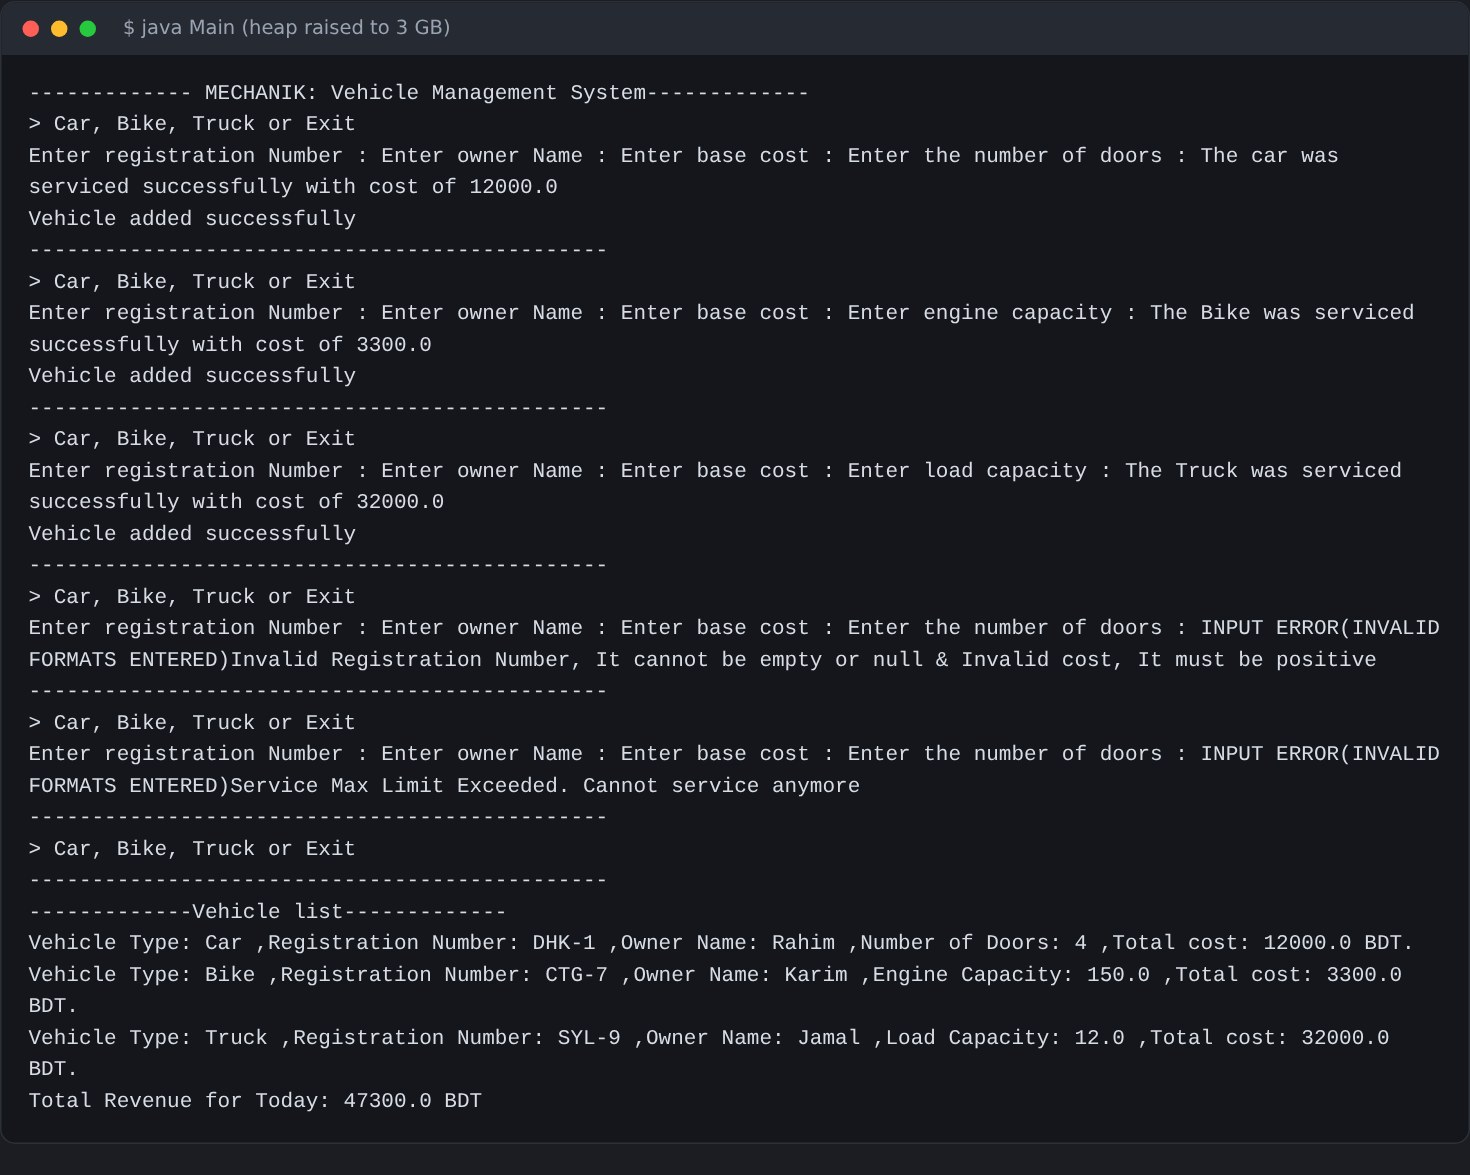 $ java Main (heap raised to 3 GB)
------------- MECHANIK: Vehicle Management System-------------
> Car, Bike, Truck or Exit
Enter registration Number : Enter owner Name : Enter base cost : Enter the number of doors : The car was
serviced successfully with cost of 12000.0
Vehicle added successfully
----------------------------------------------
> Car, Bike, Truck or Exit
Enter registration Number : Enter owner Name : Enter base cost : Enter engine capacity : The Bike was serviced
successfully with cost of 3300.0
Vehicle added successfully
----------------------------------------------
> Car, Bike, Truck or Exit
Enter registration Number : Enter owner Name : Enter base cost : Enter load capacity : The Truck was serviced
successfully with cost of 32000.0
Vehicle added successfully
----------------------------------------------
> Car, Bike, Truck or Exit
Enter registration Number : Enter owner Name : Enter base cost : Enter the number of doors : INPUT ERROR(INVALID
FORMATS ENTERED)Invalid Registration Number, It cannot be empty or null & Invalid cost, It must be positive
----------------------------------------------
> Car, Bike, Truck or Exit
Enter registration Number : Enter owner Name : Enter base cost : Enter the number of doors : INPUT ERROR(INVALID
FORMATS ENTERED)Service Max Limit Exceeded. Cannot service anymore
----------------------------------------------
> Car, Bike, Truck or Exit
----------------------------------------------
-------------Vehicle list-------------
Vehicle Type: Car ,Registration Number: DHK-1 ,Owner Name: Rahim ,Number of Doors: 4 ,Total cost: 12000.0 BDT.
Vehicle Type: Bike ,Registration Number: CTG-7 ,Owner Name: Karim ,Engine Capacity: 150.0 ,Total cost: 3300.0
BDT.
Vehicle Type: Truck ,Registration Number: SYL-9 ,Owner Name: Jamal ,Load Capacity: 12.0 ,Total cost: 32000.0
BDT.
Total Revenue for Today: 47300.0 BDT